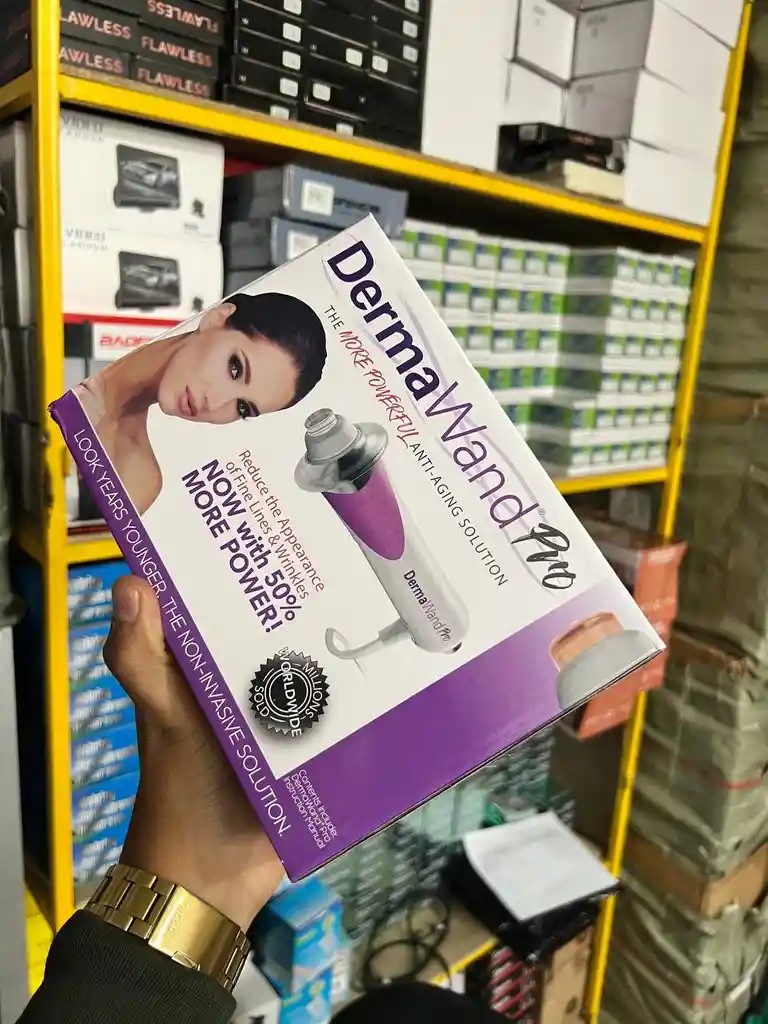 FLAWLESS
FLAWLESS
FLAWLESS
FLAWLESS
DermaWand® Pro
THE MORE POWERFUL ANTI-AGING SOLUTION
Reduce the Appearance
of Fine Lines & Wrinkles
NOW with 50%
MORE POWER!
DermaWand Pro
MILLIONS
SOLD
WORLDWIDE
LOOK YEARS YOUNGER. THE NON-INVASIVE SOLUTION.
Contents include:
DermaWand® Pro
Instruction Manual